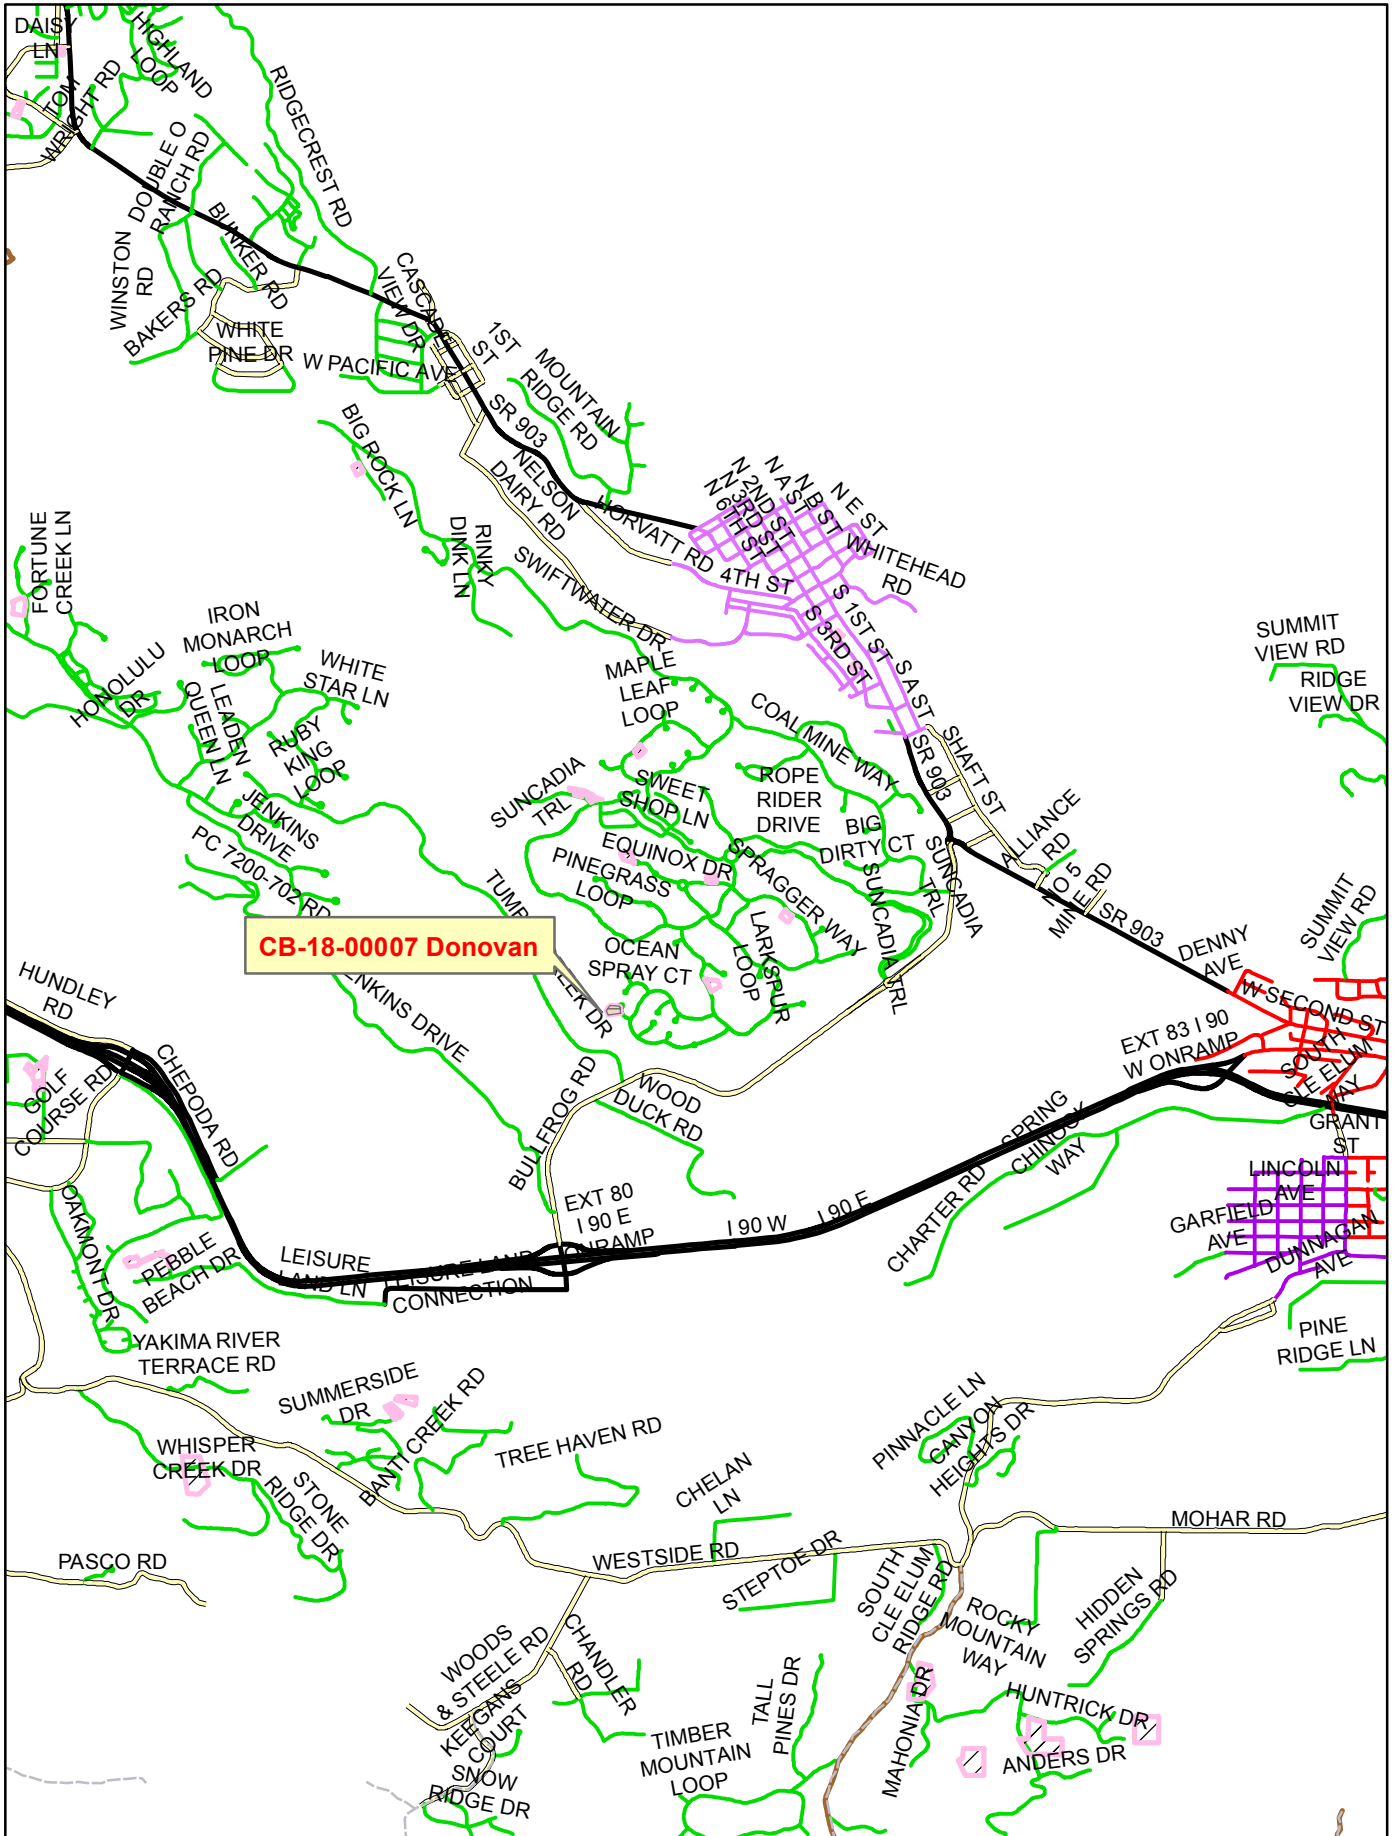 DAISY
LN
HIGHLAND
LOOP
TOM
WRIGHT RD
RIDGECREST RD
DOUBLE O
RANCH RD
BUNKER RD
WINSTON
RD
BAKERS RD
WHITE
PINE DR
CASCADE
VIEW DR
1ST
ST
W PACIFIC AVE
MOUNTAIN
RIDGE RD
SR 903
BIG ROCK LN
NELSON
DAIRY RD
HORVATT RD
N E ST
N B ST
N A ST
N 2ND ST
N 3RD ST
N 6TH ST
WHITEHEAD
RD
4TH ST
S 1ST ST
S 3RD ST
S A ST
RINKY
DINK LN
SWIFTWATER DR
FORTUNE
CREEK LN
IRON
MONARCH
LOOP
WHITE
STAR LN
HONOLULU
DR
LEADEN
QUEEN LN
RUBY
KING
LOOP
JENKINS
DRIVE
PC 7200-702 RD
MAPLE
LEAF
LOOP
COAL MINE WAY
SUNCADIA
TRL
SWEET
SHOP LN
ROPE
RIDER
DRIVE
BIG
DIRTY CT
EQUINOX DR
PINEGRASS
LOOP
SPRAGGER WAY
SUNCADIA
TRL
SUNCADIA TRL
SR 903
SHAFT ST
ALLIANCE
RD
NO 5
MINE RD
SR 903
SUMMIT
VIEW RD
RIDGE
VIEW DR
SUMMIT
VIEW RD
DENNY
AVE
W SECOND ST
CB-18-00007 Donovan
OCEAN
SPRAY CT
LARKSPUR
LOOP
HUNDLEY
RD
JENKINS DRIVE
GOLF
COURSE RD
CHEPODA RD
BULLFROG RD
WOOD
DUCK RD
EXT 83 I 90
W ONRAMP
SOUTH
CLE ELUM
WAY
GRANT
ST
SPRING
CHINOOK
WAY
CHARTER RD
LINCOLN
AVE
GARFIELD
AVE
DUNNAGAN
AVE
PINE
RIDGE LN
OAKMONT DR
PEBBLE
BEACH DR
LEISURE
LAND LN
LEISURE LAND
CONNECTION
EXT 80
I 90 E
ONRAMP
I 90 W
I 90 E
YAKIMA RIVER
TERRACE RD
SUMMERSIDE
DR
BANTI CREEK RD
TREE HAVEN RD
WHISPER
CREEK DR
STONE
RIDGE DR
PASCO RD
CHELAN
LN
WESTSIDE RD
STEPTOE DR
PINNACLE LN
CANYON
HEIGHTS DR
MOHAR RD
SOUTH
CLE ELUM
RIDGE RD
ROCKY
MOUNTAIN
WAY
HIDDEN
SPRINGS RD
WOODS
& STEELE RD
CHANDLER
RD
KEEGANS
COURT
SNOW
RIDGE DR
TIMBER
MOUNTAIN
LOOP
TALL
PINES DR
MAHONIA DR
HUNTRICK DR
ANDERS DR